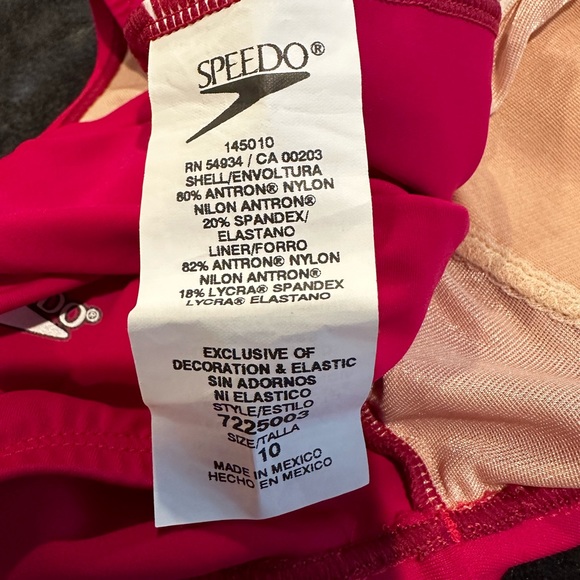 SPEEDO®
145010
RN 54934 / CA 00203
SHELL/ENVOLTURA
80% ANTRON® NYLON
NILON ANTRON®
20% SPANDEX/
ELASTANO
LINER/FORRO
82% ANTRON® NYLON
NILON ANTRON®
18% LYCRA® SPANDEX
LYCRA® ELASTANO
EXCLUSIVE OF
DECORATION & ELASTIC
SIN ADORNOS
NI ELASTICO
STYLE/ESTILO
7225003
SIZE/TALLA
10
MADE IN MEXICO
HECHO EN MEXICO